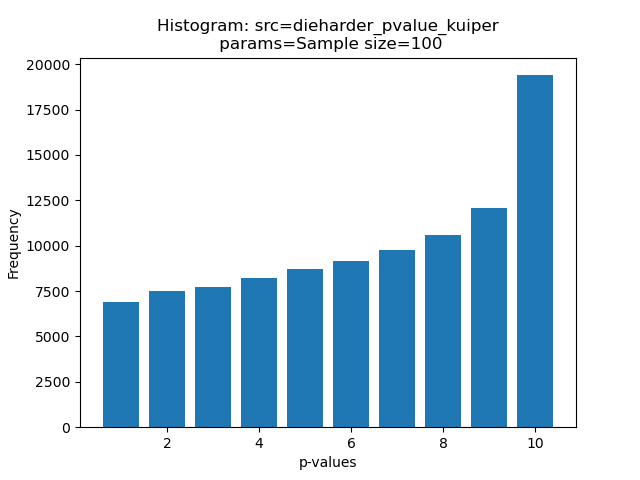 Histogram: src=dieharder_pvalue_kuiper
params=Sample size=100
20000
17500
15000
12500
10000
7500
5000
2500
0
Frequency
2 4 6 8 10
p-values